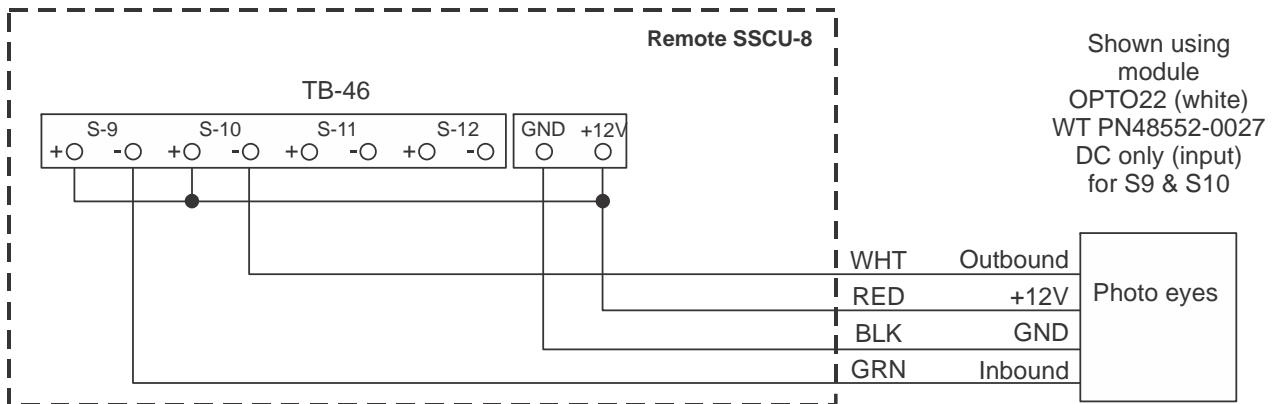 Remote SSCU-8
Shown using
module
OPTO22 (white)
WT PN48552-0027
DC only (input)
for S9 & S10
TB-46
S-9 S-10 S-11 S-12 GND +12V
+ - + - + - + -
WHT Outbound
RED +12V
BLK GND
GRN Inbound
Photo eyes